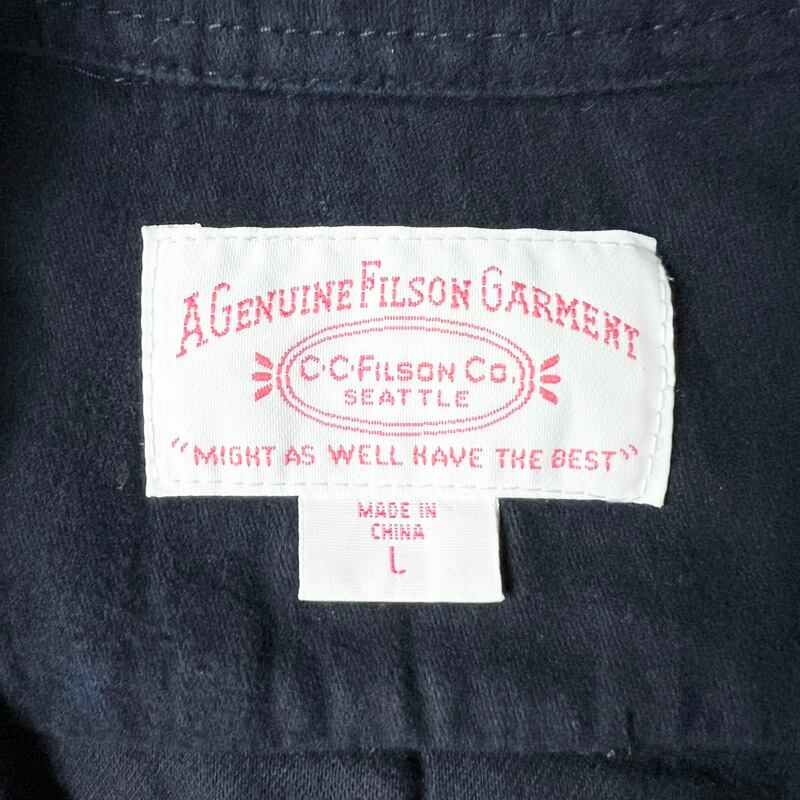 A GENUINE FILSON GARMENT
C·C·FILSON CO.
SEATTLE
"MIGHT AS WELL HAVE THE BEST"
MADE IN
CHINA
L